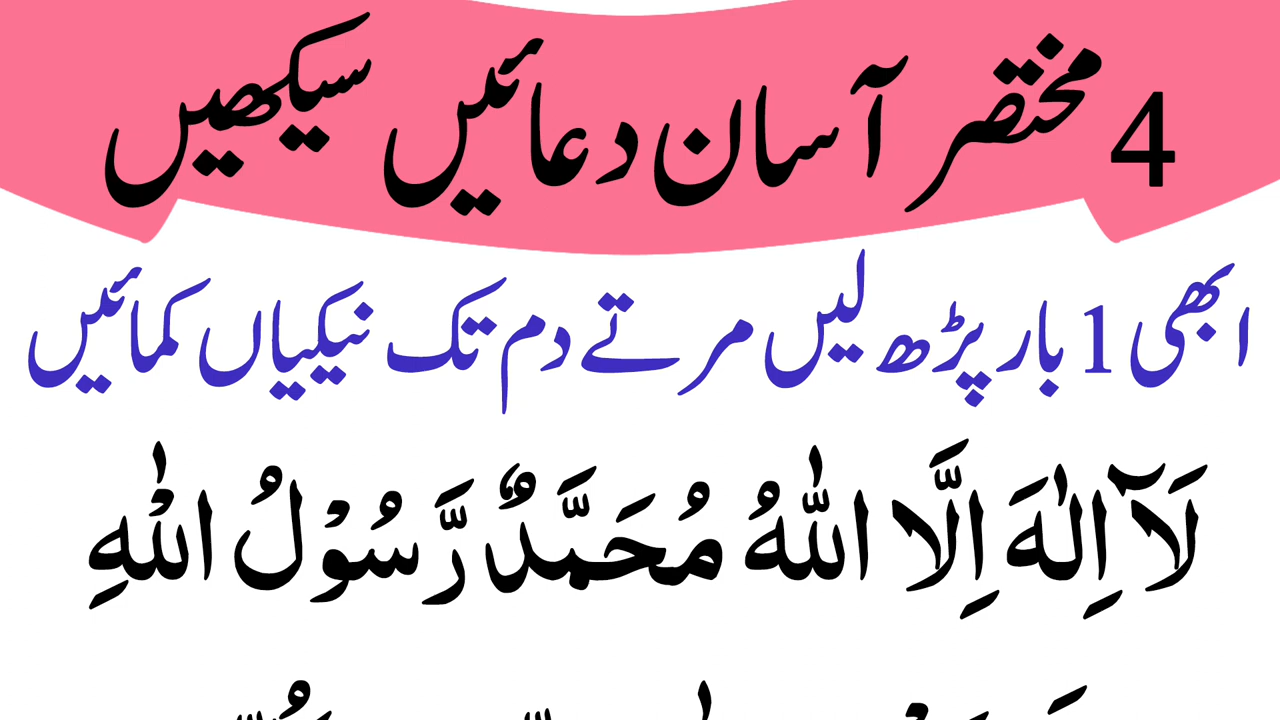 4 مختصر آسان دعائیں سیکھیں
ابھی 1 بار پڑھ لیں مرتے دم تک نیکیاں کمائیں
لَآ اِلٰهَ اِلَّا اللّٰهُ مُحَمَّدٌ رَّسُوْلُ اللّٰهِ